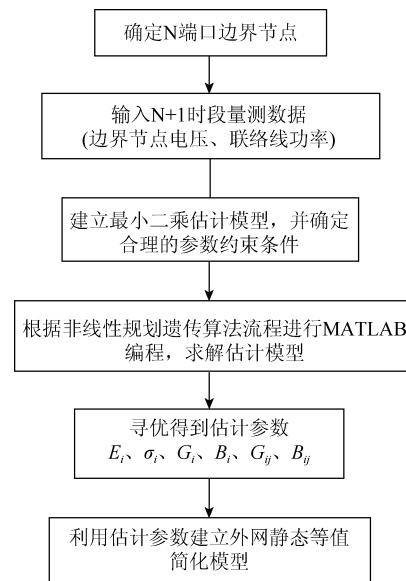 确定N端口边界节点
输入N+1时段量测数据
(边界节点电压、联络线功率)
建立最小二乘估计模型，并确定
合理的参数约束条件
根据非线性规划遗传算法流程进行MATLAB
编程，求解估计模型
寻优得到估计参数
Ei、σi、Gi、Bi、Gij、Bij
利用估计参数建立外网静态等值
简化模型